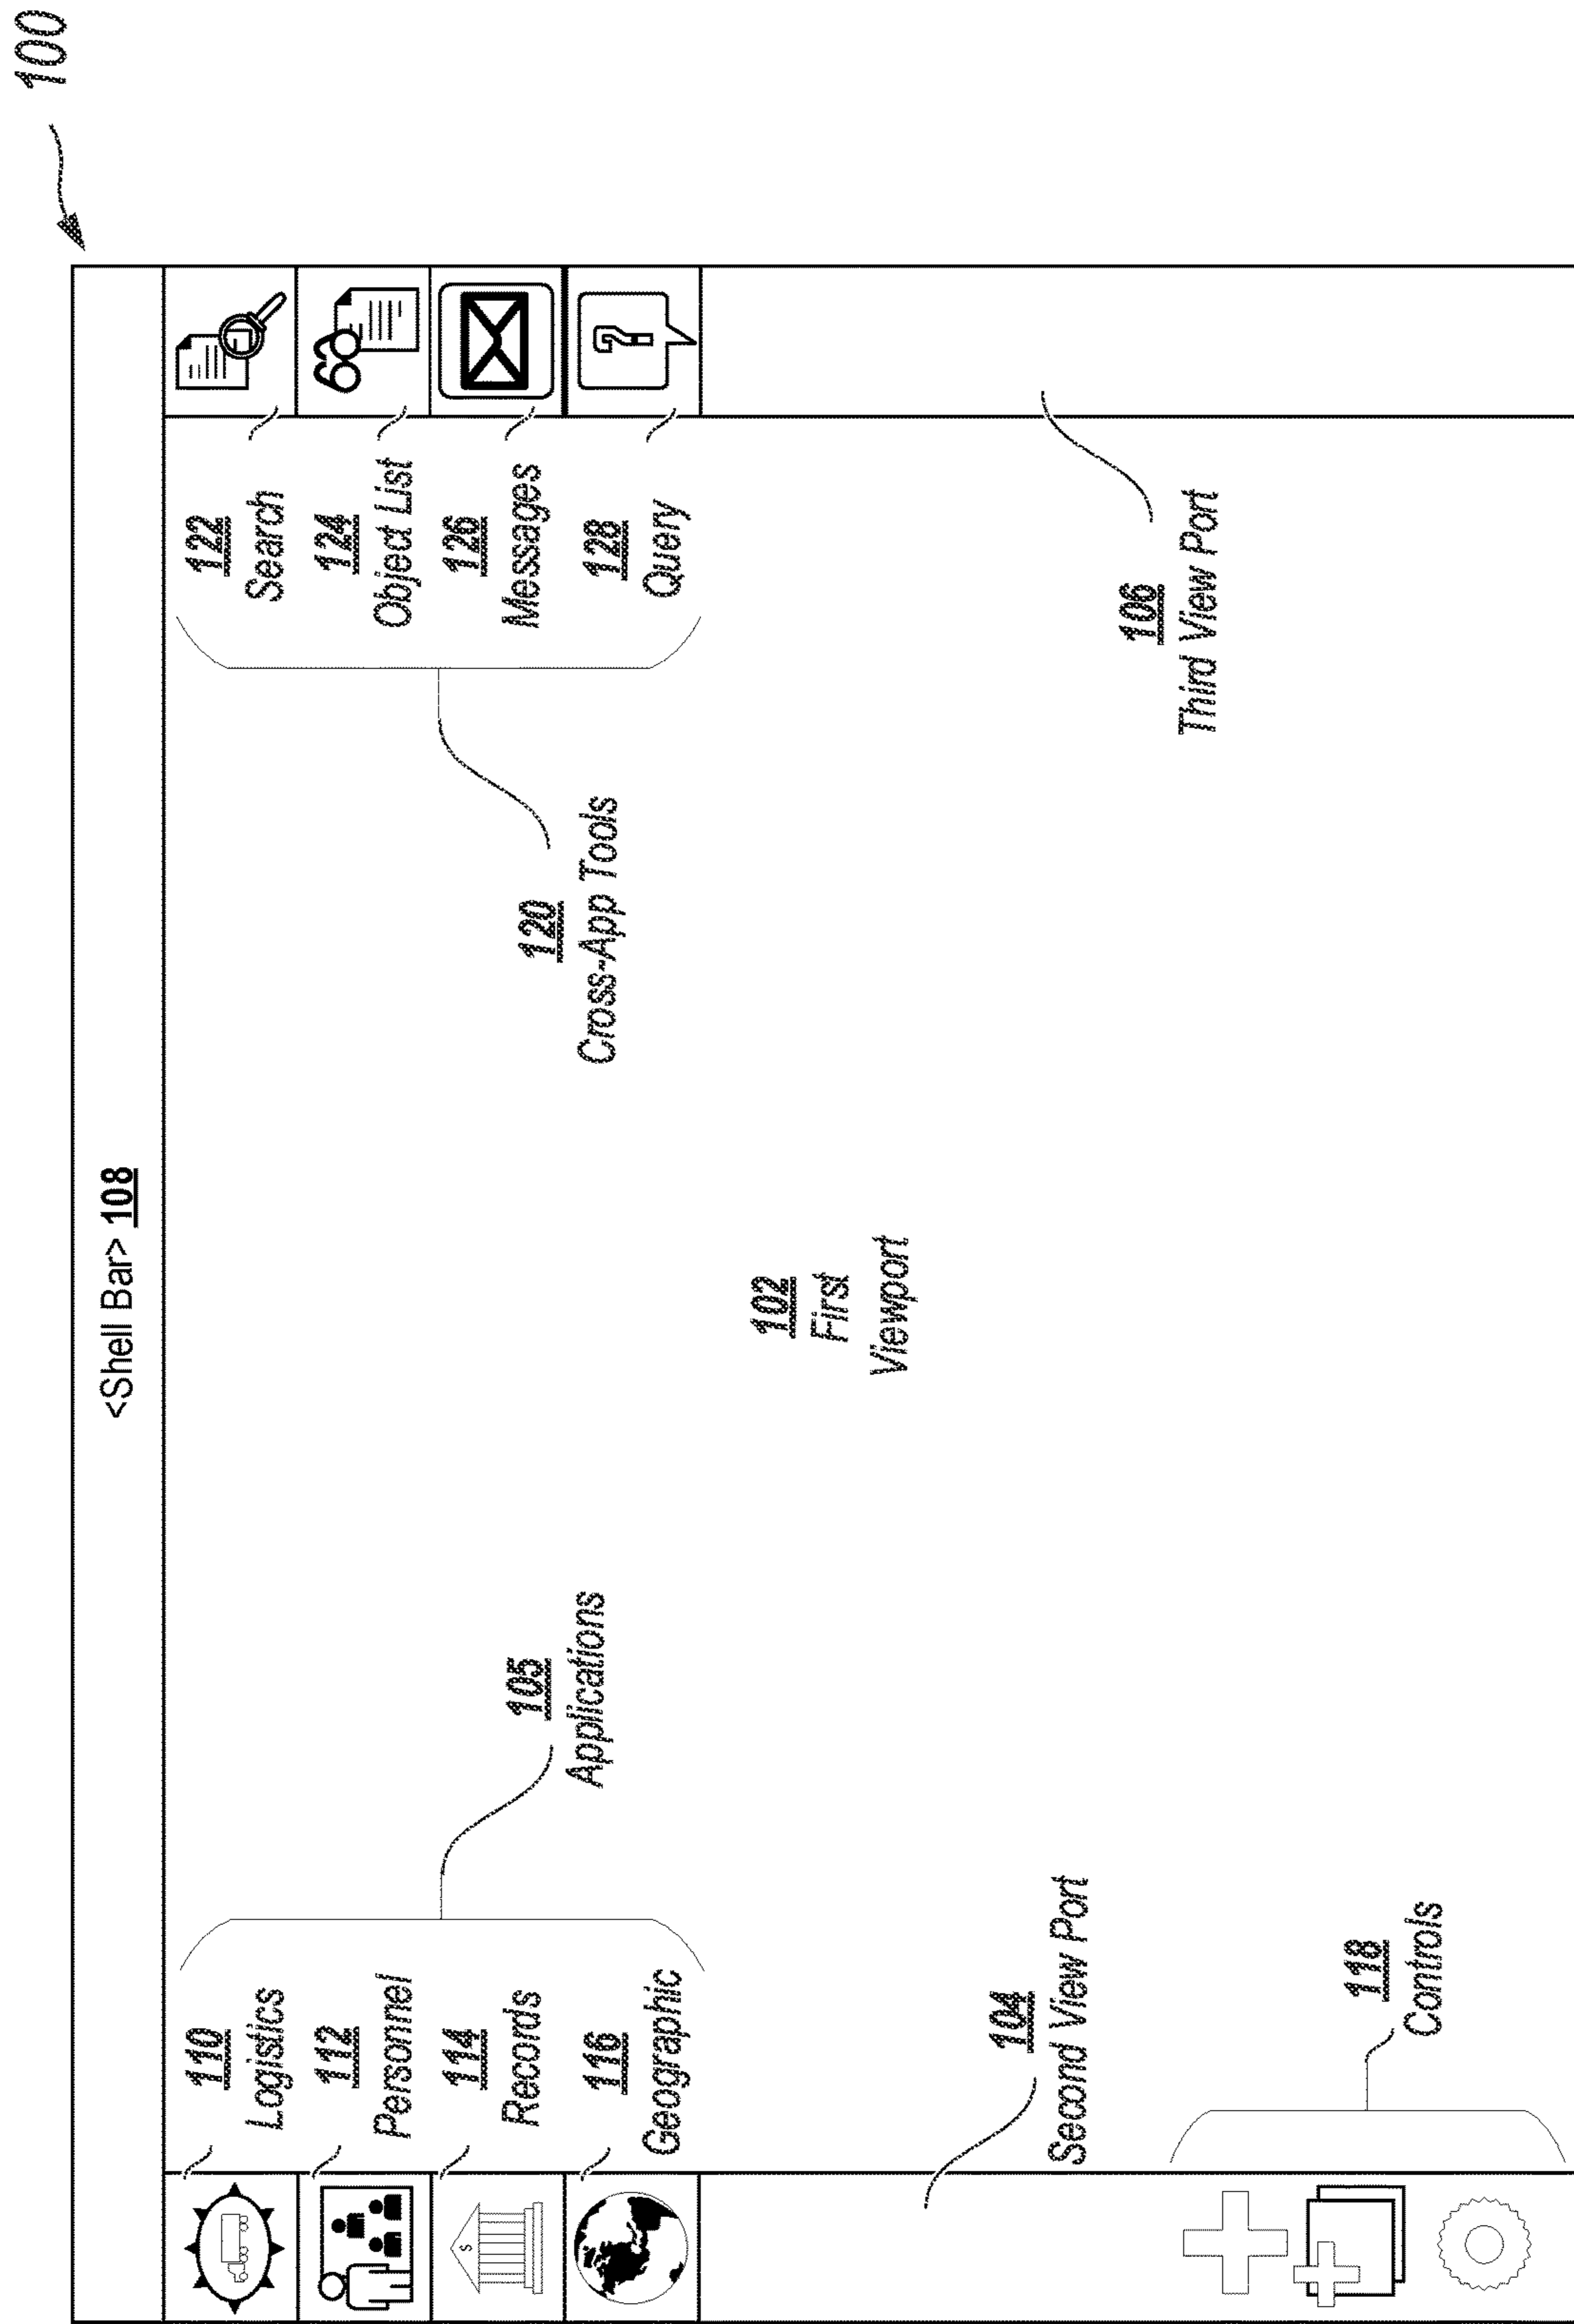 100
<Shell Bar> 108
110
Logistics
112
Personnel
114
Records
116
Geographic
105
Applications
122
Search
124
Object List
126
Messages
128
Query
120
Cross-App Tools
102
First
Viewport
104
Second View Port
106
Third View Port
118
Controls
$
?